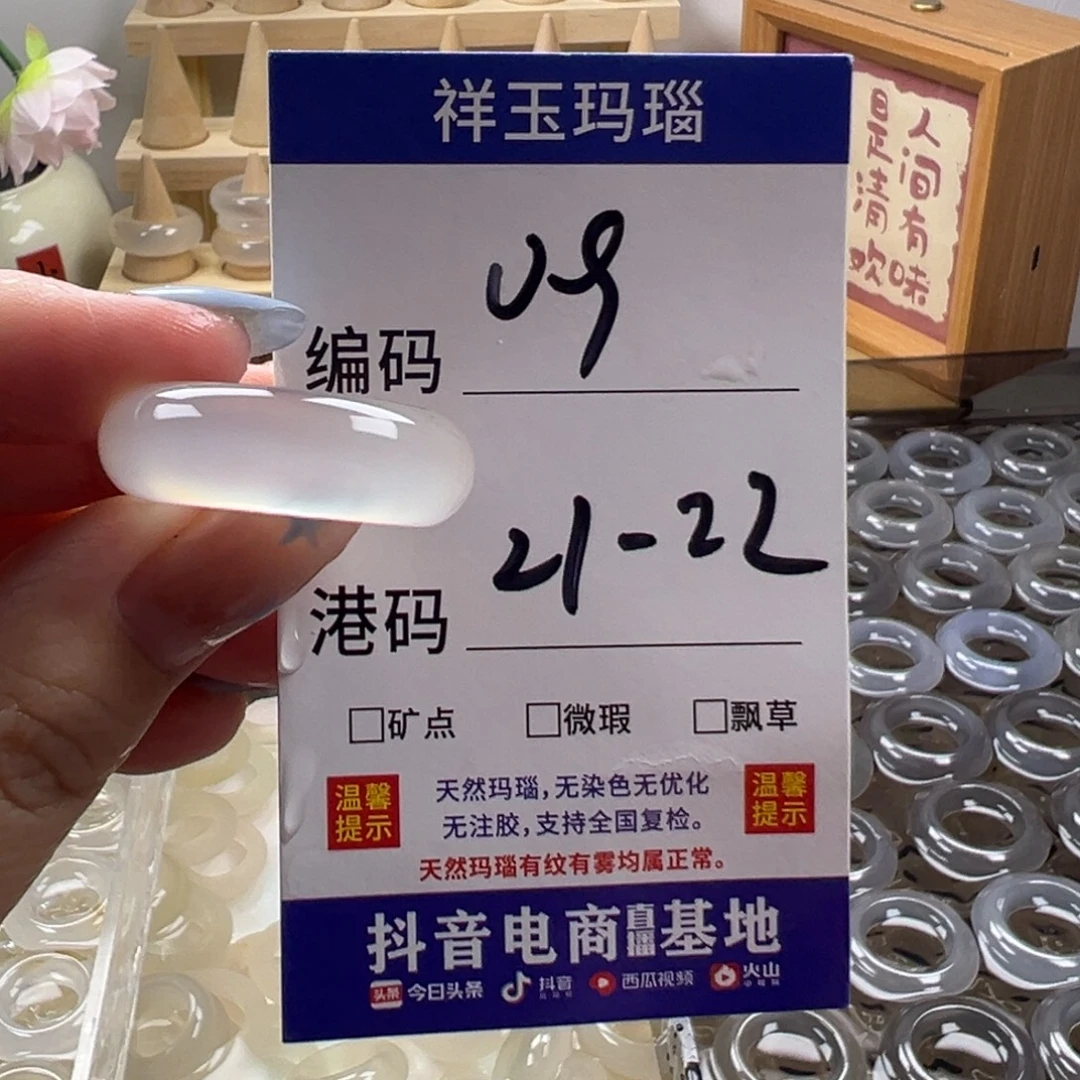 祥玉玛瑙
编码 09
港码 21-22
□矿点 □微瑕 □飘草
温馨提示
天然玛瑙,无染色无优化
无注胶,支持全国复检。
温馨提示
天然玛瑙有纹有雾均属正常。
抖音电商直播基地
头条 今日头条 抖音 西瓜视频 火山
人间有味
是清欢